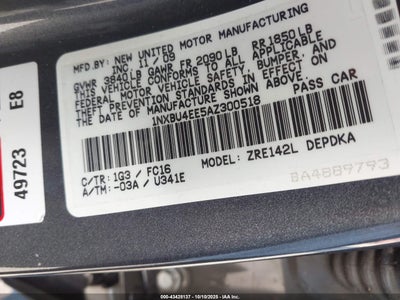 MFD.BY: NEW UNITED MOTOR MANUFACTURING
INC. 11/09
GVWR 3840LB GAWR FR 2090LB RR1850LB
THIS VEHICLE CONFORMS TO ALL APPLICABLE
FEDERAL MOTOR VEHICLE SAFETY, BUMPER, AND
THEFT PREVENTION STANDARDS IN EFFECT ON
THE DATE OF MANUFACTURE SHOWN ABOVE.
1NXBU4EE5AZ300518 PASS CAR
C/TR: 1G3 / FC16 MODEL: ZRE142L DEPDKA
A/TM: -03A / U341E
BA4889793
49723 E8
000-43428137 - 10/10/2025 - IAAI US